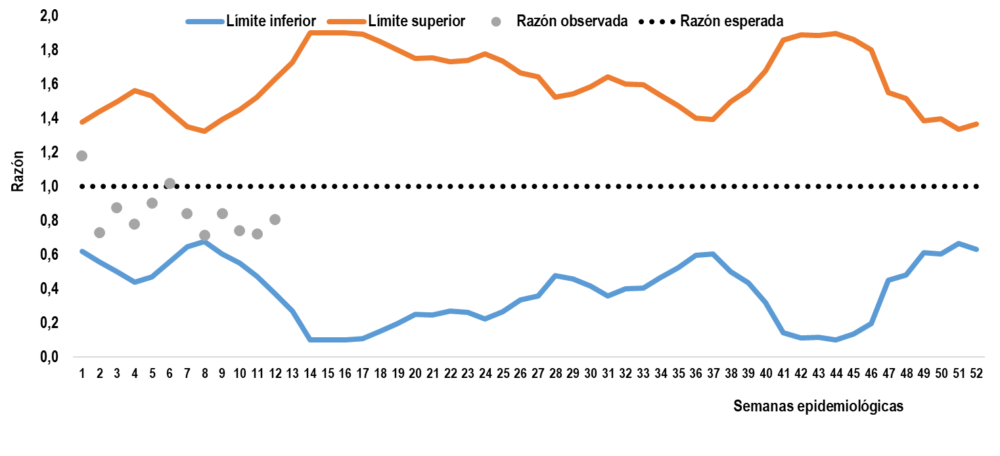 Límite inferior Límite superior Razón observada Razón esperada
2,0
1,8
1,6
1,4
1,2
1,0
0,8
0,6
0,4
0,2
0,0
Razón
1 2 3 4 5 6 7 8 9 10 11 12 13 14 15 16 17 18 19 20 21 22 23 24 25 26 27 28 29 30 31 32 33 34 35 36 37 38 39 40 41 42 43 44 45 46 47 48 49 50 51 52
Semanas epidemiológicas